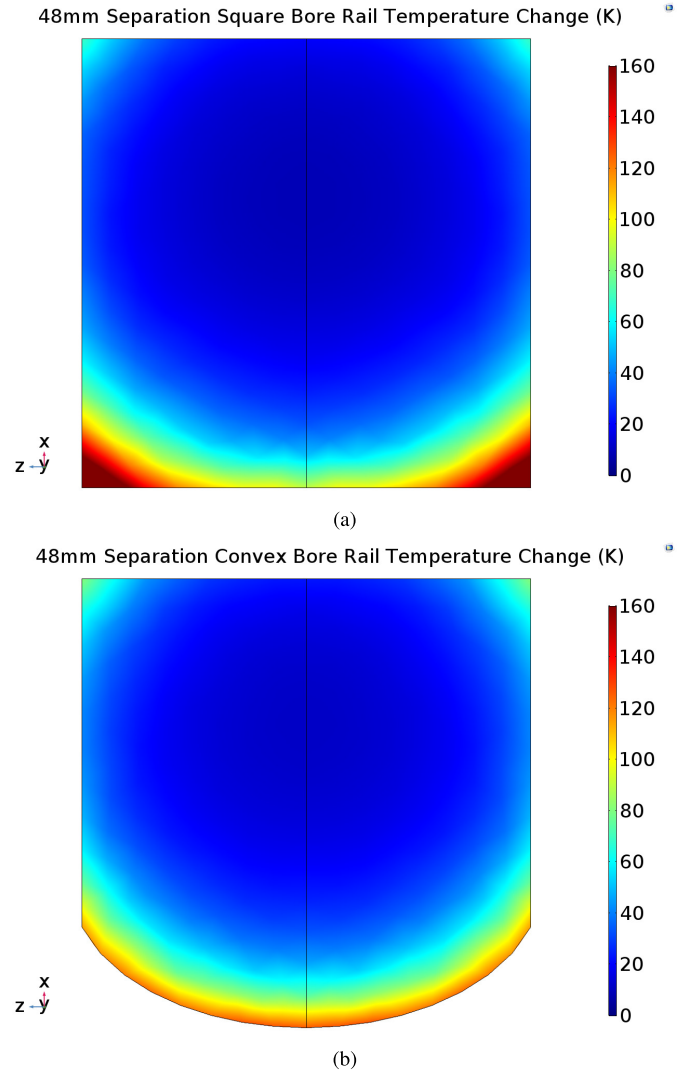 48mm Separation Square Bore Rail Temperature Change (K)
160
140
120
100
80
60
40
20
0
x
z y
(a)
48mm Separation Convex Bore Rail Temperature Change (K)
160
140
120
100
80
60
40
20
0
x
z y
(b)